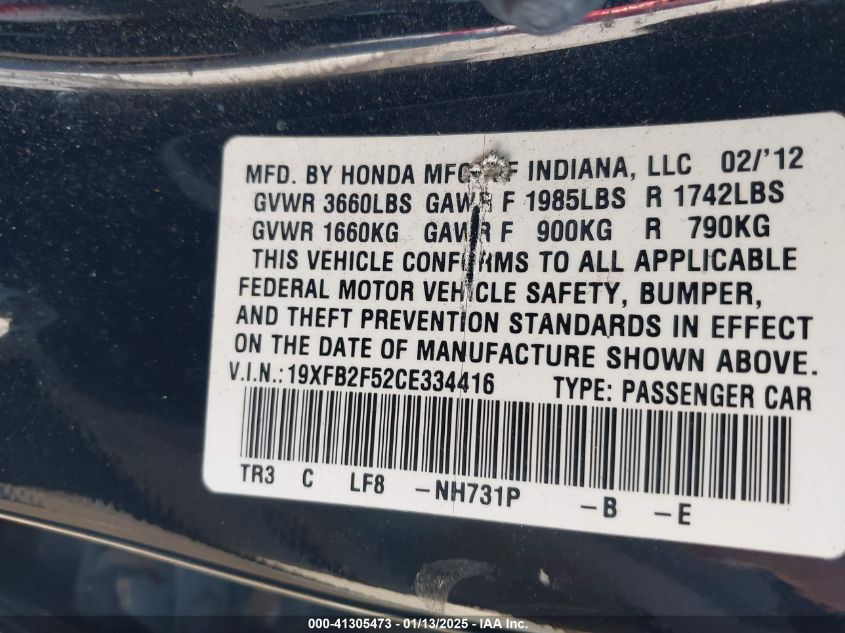 MFD. BY HONDA MFG OF INDIANA, LLC 02/'12
GVWR 3660LBS GAWR F 1985LBS R 1742LBS
GVWR 1660KG GAWR F 900KG R 790KG
THIS VEHICLE CONFORMS TO ALL APPLICABLE
FEDERAL MOTOR VEHICLE SAFETY, BUMPER,
AND THEFT PREVENTION STANDARDS IN EFFECT
ON THE DATE OF MANUFACTURE SHOWN ABOVE.
V.I.N.: 19XFB2F52CE334416 TYPE: PASSENGER CAR
TR3 C LF8 -NH731P -B -E
000-41305473 - 01/13/2025 - IAA Inc.